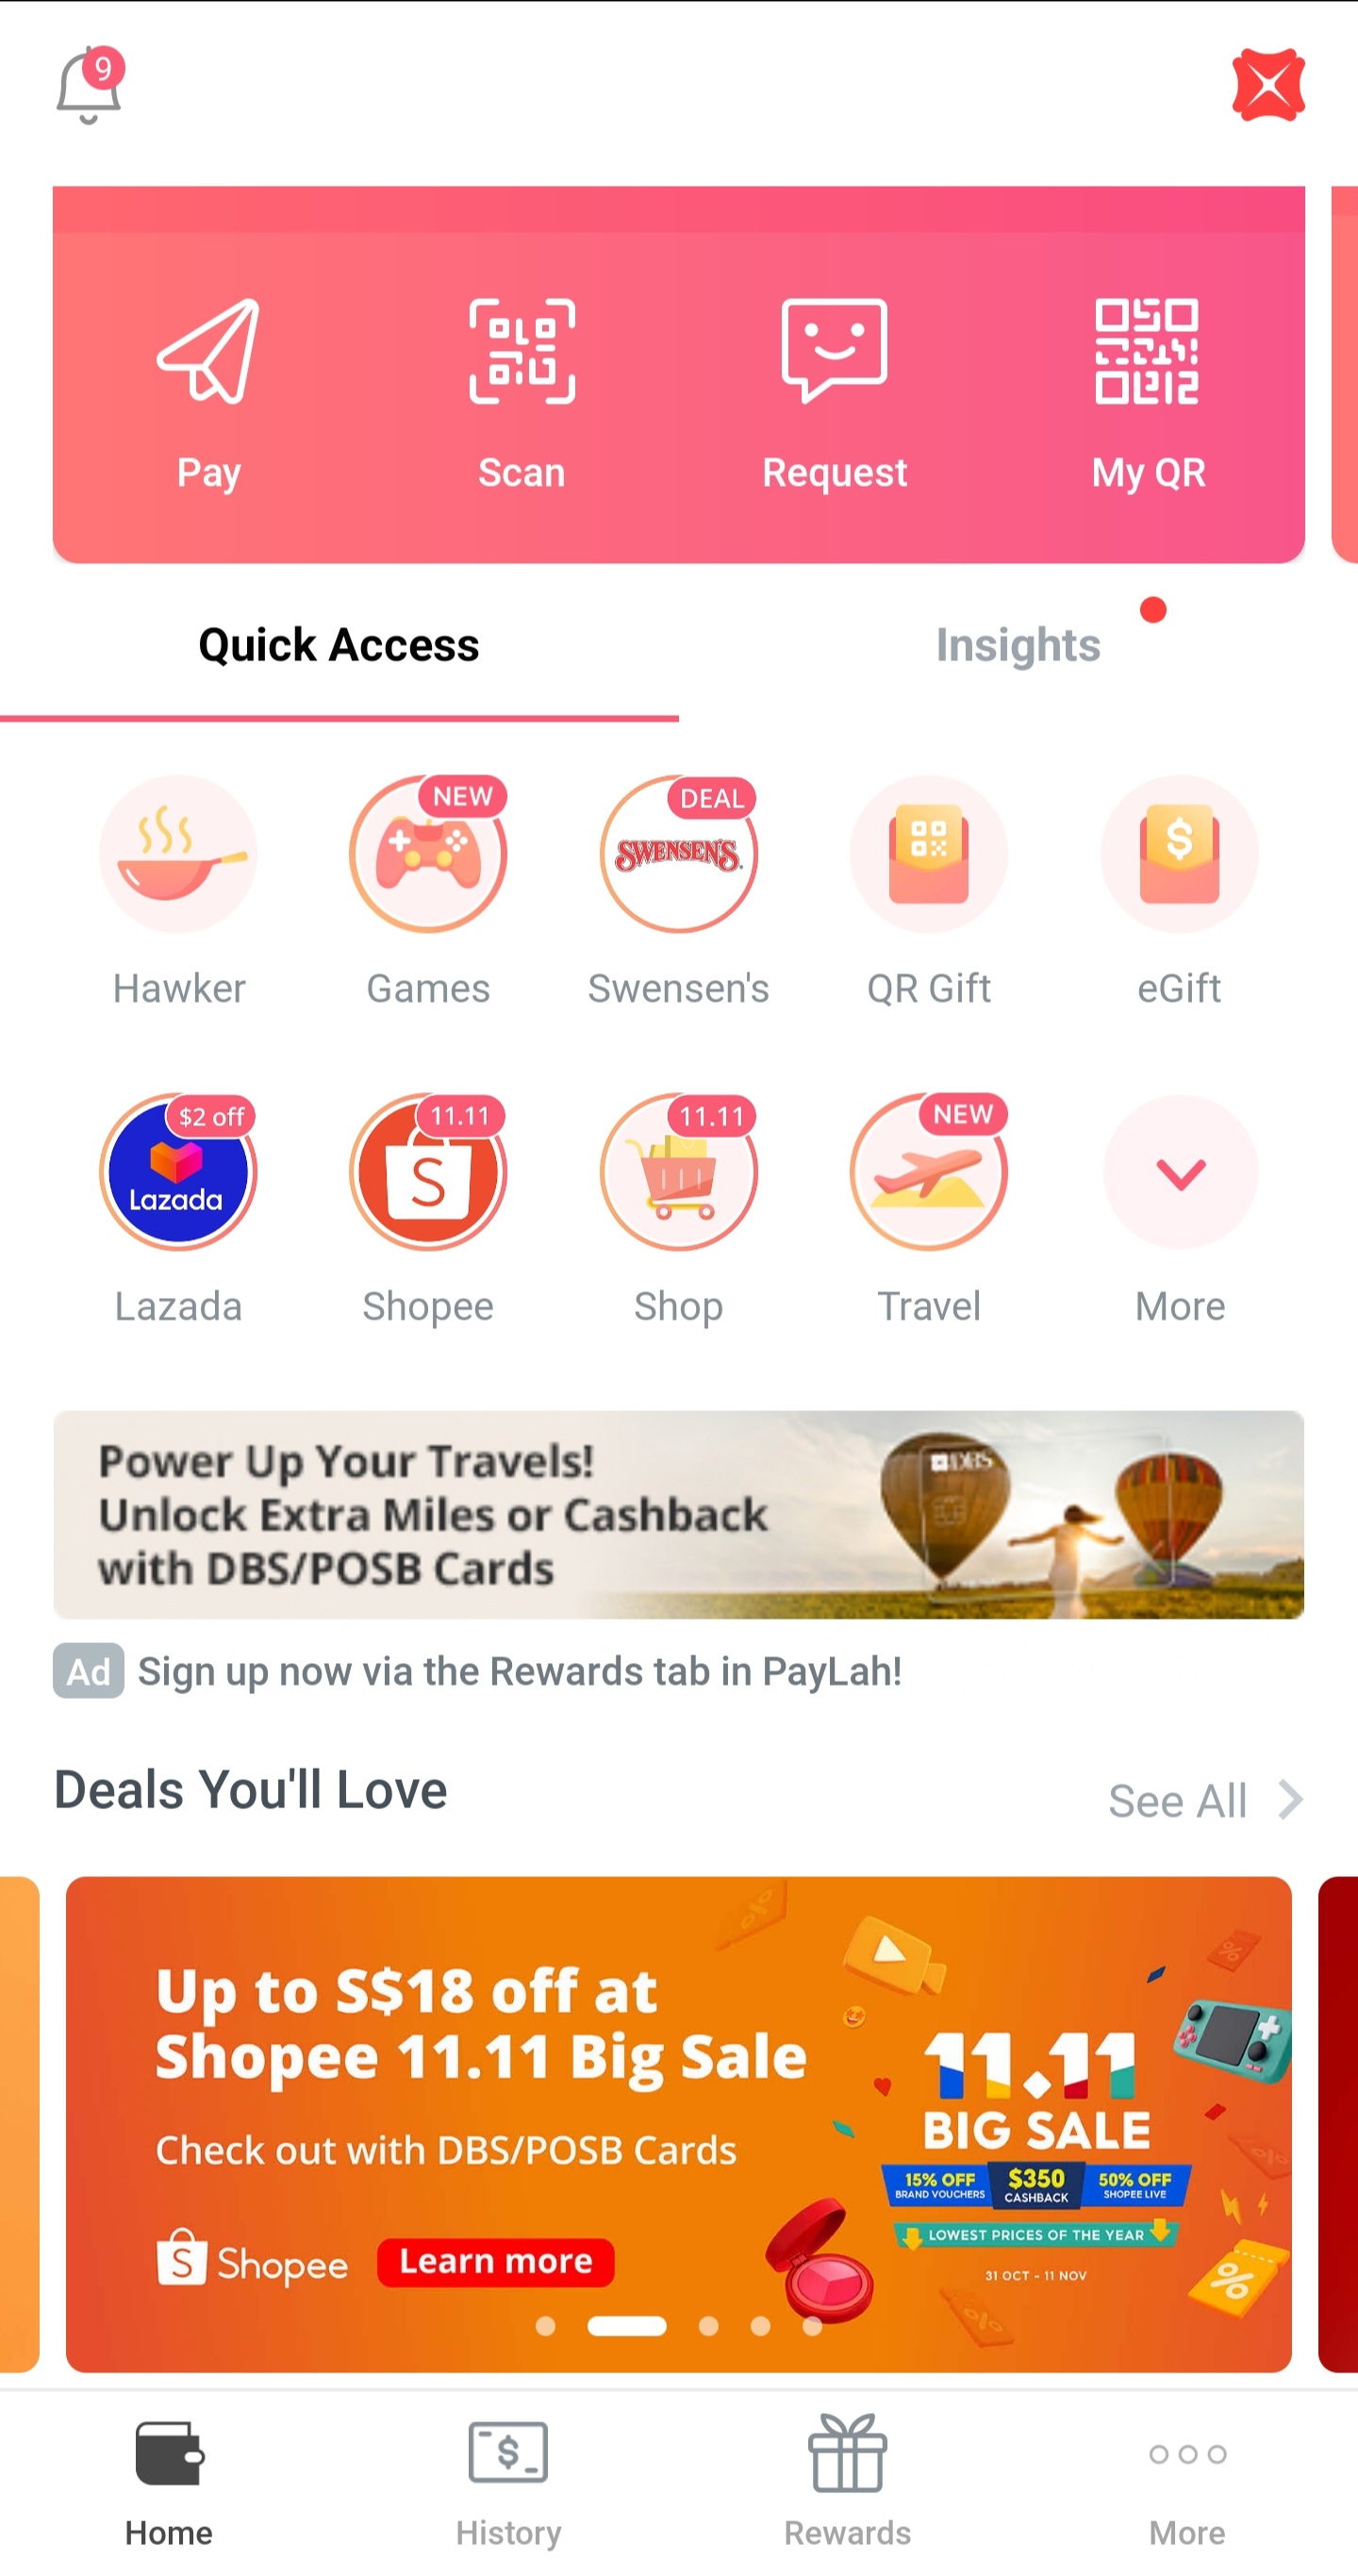 9
Pay
Scan
Request
My QR
Quick Access
Insights
NEW
DEAL
SWENSEN'S.
Hawker
Games
Swensen's
QR Gift
eGift
$2 off
11.11
11.11
NEW
Lazada
Lazada
Shopee
Shop
Travel
More
Power Up Your Travels!
Unlock Extra Miles or Cashback
with DBS/POSB Cards
DBS
Ad Sign up now via the Rewards tab in PayLah!
Deals You'll Love
See All
Up to S$18 off at
Shopee 11.11 Big Sale
Check out with DBS/POSB Cards
Shopee
Learn more
11.11
BIG SALE
15% OFF
BRAND VOUCHERS
$350
CASHBACK
50% OFF
SHOPEE LIVE
LOWEST PRICES OF THE YEAR
31 OCT - 11 NOV
Home
History
Rewards
More